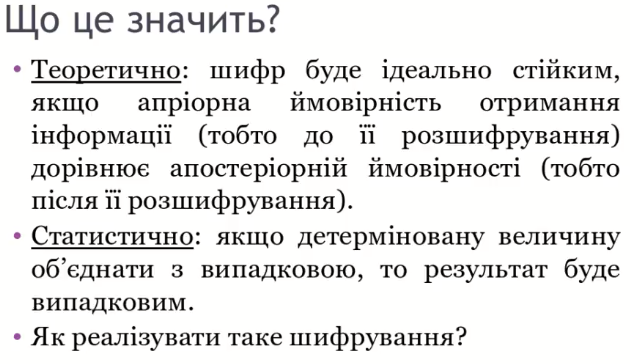 Що це значить?
• Теоретично: шифр буде ідеально стійким,
якщо апріорна ймовірність отримання
інформації (тобто до її розшифрування)
дорівнює апостеріорній ймовірності (тобто
після її розшифрування).
• Статистично: якщо детерміновану величину
об’єднати з випадковою, то результат буде
випадковим.
• Як реалізувати таке шифрування?